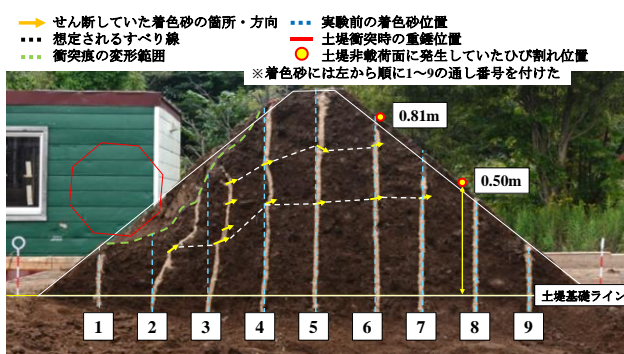 せん断していた着色砂の箇所・方向
実験前の着色砂位置
想定されるすべり線
土堤衝突時の重錘位置
衝突痕の変形範囲
土堤非載荷面に発生していたひび割れ位置
※着色砂には左から順に1～9の通し番号を付けた
0.81m
0.50m
土堤基礎ライン
1 2 3 4 5 6 7 8 9